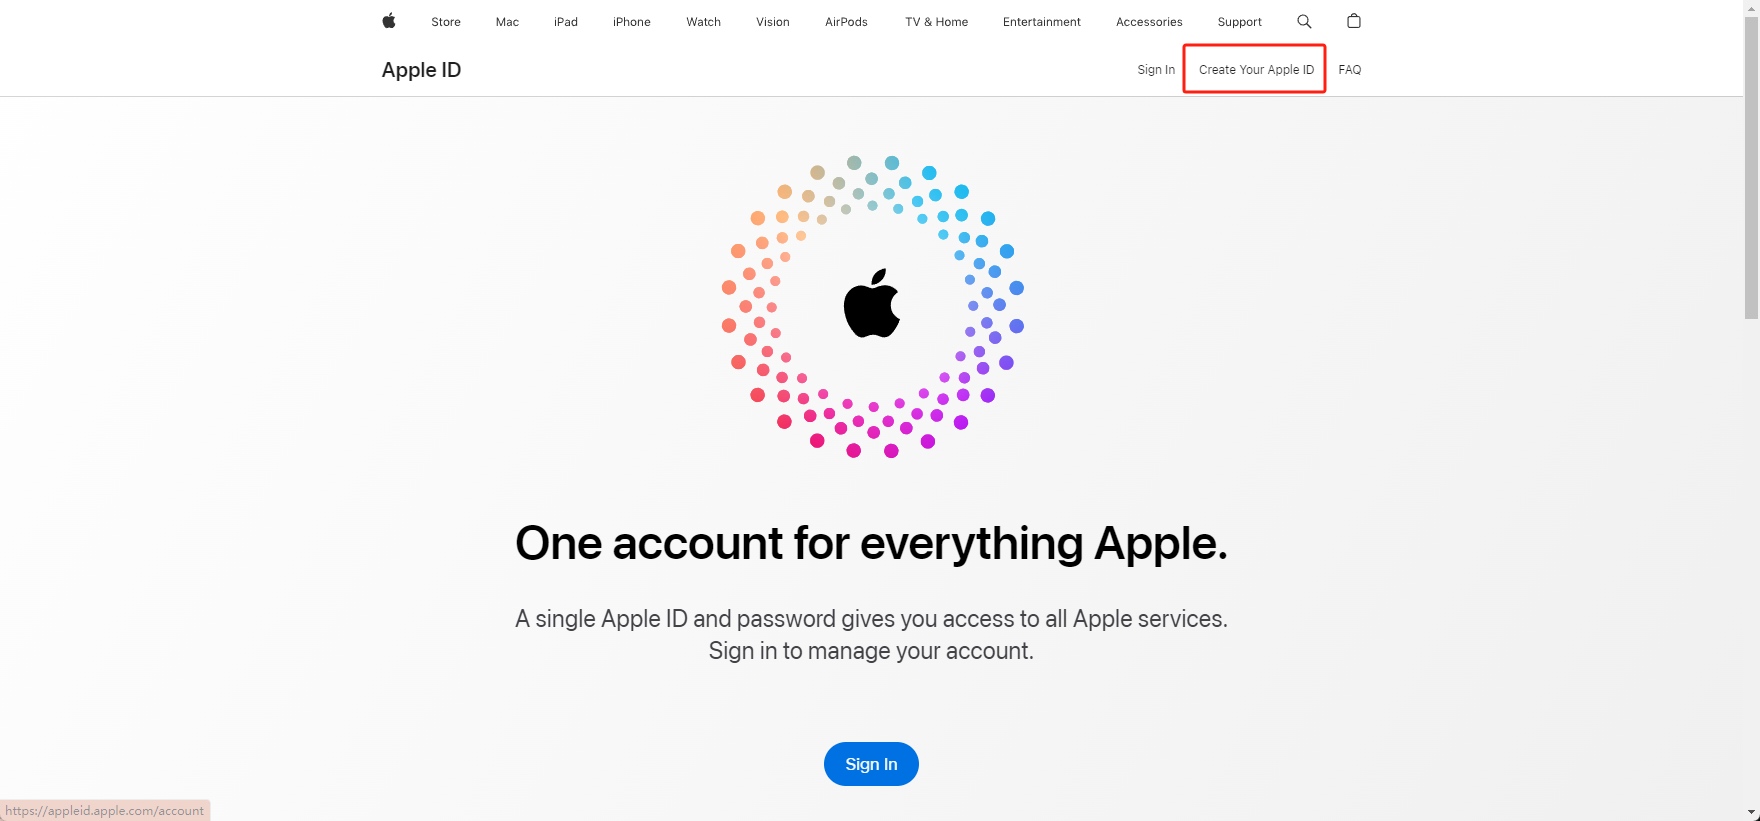 Store Mac iPad iPhone Watch Vision AirPods TV & Home Entertainment Accessories Support
Apple ID Sign In Create Your Apple ID FAQ
One account for everything Apple.
A single Apple ID and password gives you access to all Apple services.
Sign in to manage your account.
Sign In
https://appleid.apple.com/account